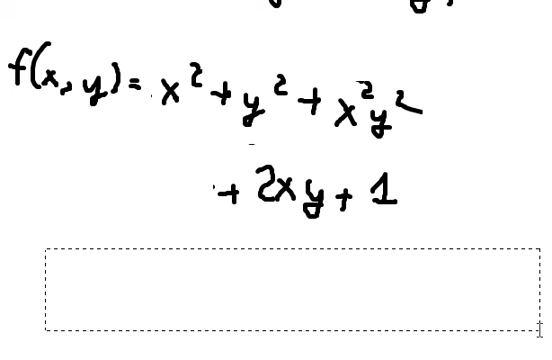 f(x,y) = x² + y² + x²y²
+ 2xy + 1